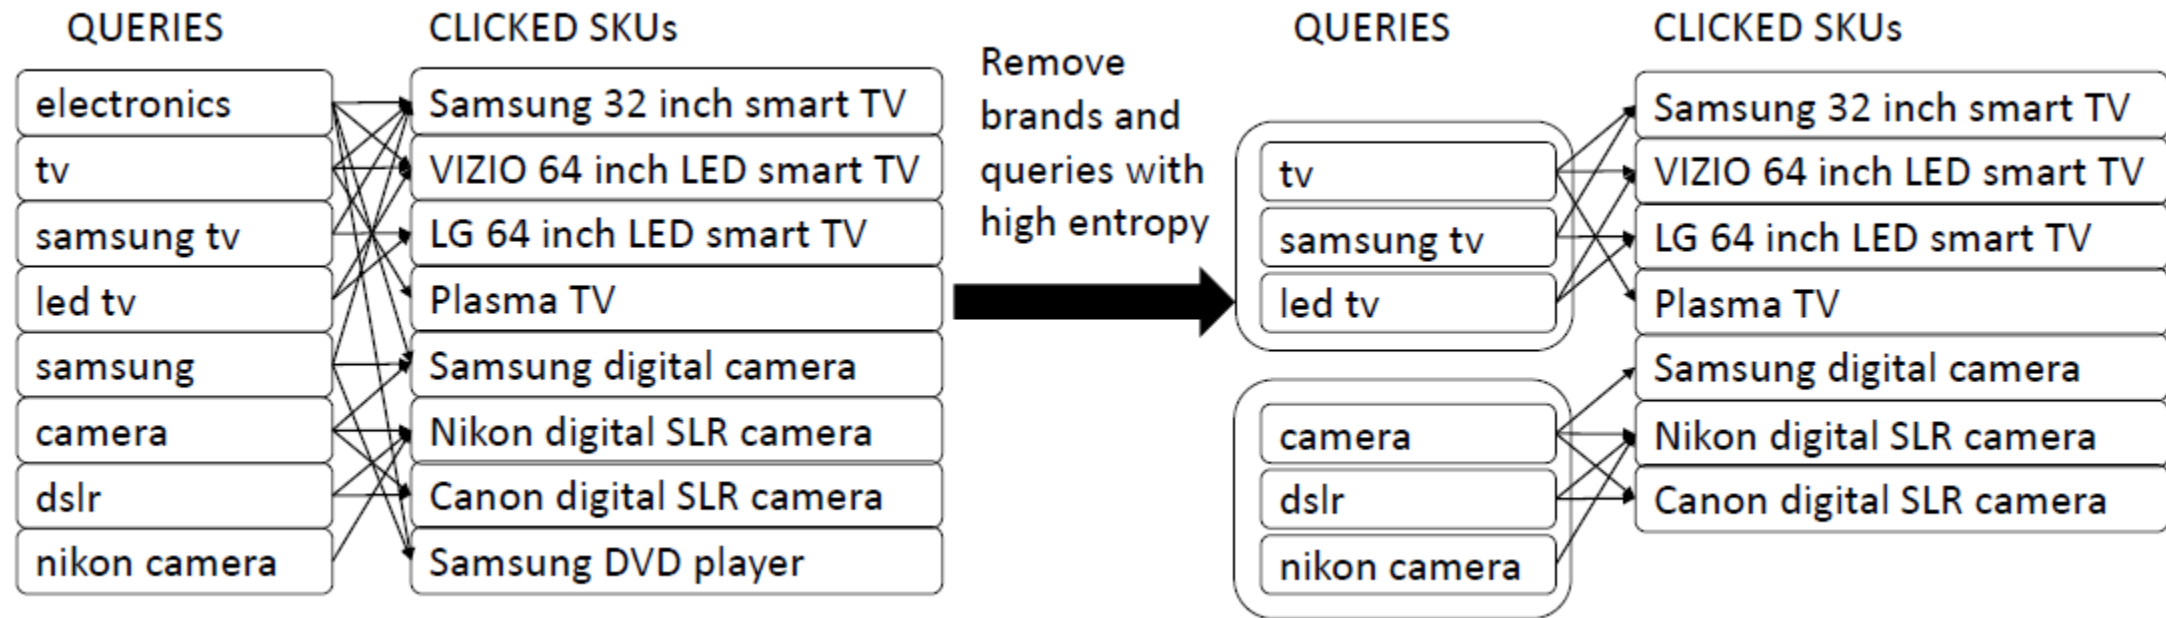 QUERIES
CLICKED SKUs
electronics
tv
samsung tv
led tv
samsung
camera
dslr
nikon camera
Samsung 32 inch smart TV
VIZIO 64 inch LED smart TV
LG 64 inch LED smart TV
Plasma TV
Samsung digital camera
Nikon digital SLR camera
Canon digital SLR camera
Samsung DVD player
Remove
brands and
queries with
high entropy
QUERIES
CLICKED SKUs
tv
samsung tv
led tv
camera
dslr
nikon camera
Samsung 32 inch smart TV
VIZIO 64 inch LED smart TV
LG 64 inch LED smart TV
Plasma TV
Samsung digital camera
Nikon digital SLR camera
Canon digital SLR camera